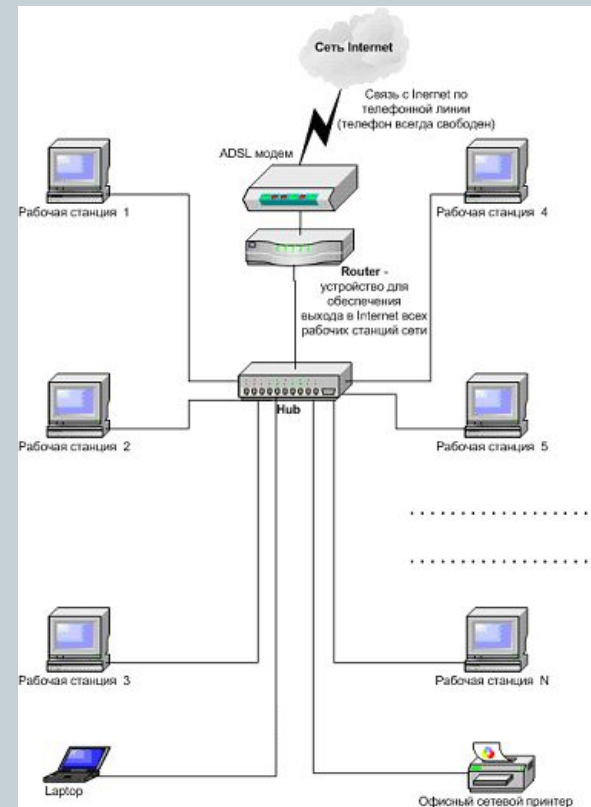 Сеть Internet
Связь с Inernet по
телефонной линии
(телефон всегда свободен)
ADSL модем
Рабочая станция 1
Рабочая станция 4
Router -
устройство для
обеспечения
выхода в Internet всех
рабочих станций сети
Hub
Рабочая станция 2
Рабочая станция 5
Рабочая станция 3
Рабочая станция N
Laptop
Офисный сетевой принтер